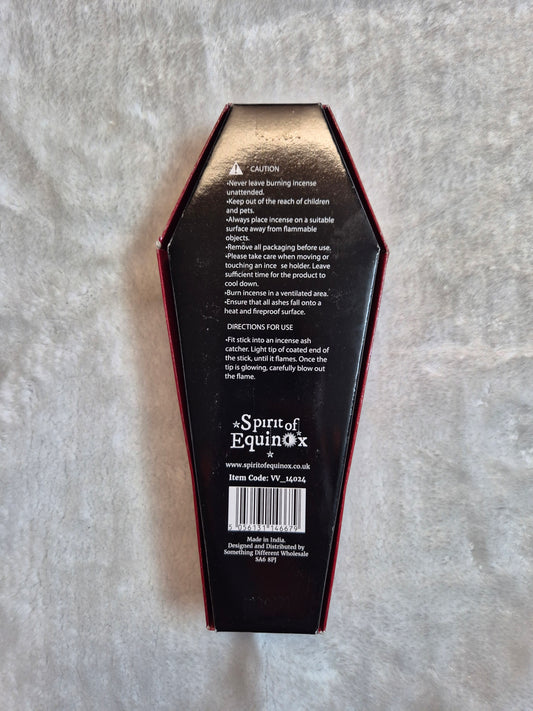 CAUTION
•Never leave burning incense
unattended.
•Keep out of the reach of children
and pets.
•Always place incense on a suitable
surface away from flammable
objects.
•Remove all packaging before use.
•Please take care when moving or
touching an ince se holder. Leave
sufficient time for the product to
cool down.
•Burn incense in a ventilated area.
•Ensure that all ashes fall onto a
heat and fireproof surface.
DIRECTIONS FOR USE
•Fit stick into an incense ash
catcher. Light tip of coated end of
the stick, until it flames. Once the
tip is glowing, carefully blow out
the flame.
Spirit of
Equinox
www.spiritofequinox.co.uk
Item Code: VV_14024
5 056131 146679
Made in India.
Designed and Distributed by
Something Different Wholesale
SA6 8PJ